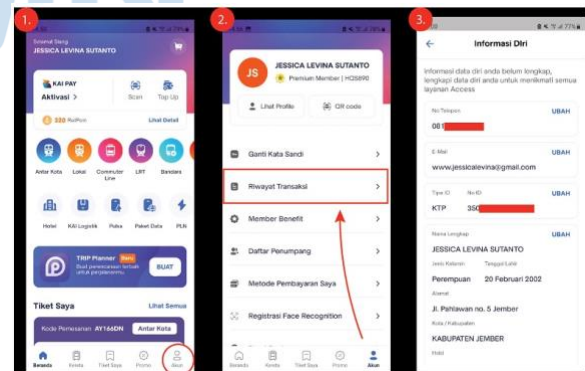 1.
Selamat Siang
JESSICA LEVINA SUTANTO
KAI PAY
Aktivasi >
Scan
Top Up
330 RaiPoin
Lihat Detail
Antar Kota
Lokal
Commuter Line
LRT
Bandara
Hotel
KAI Logistik
Pulsa
Paket Data
PLN
TRIP Planner
Baru
BUAT
Tiket Saya
Lihat Semua
Kode Pemesanan AY166DN
Antar Kota
Beranda
Kereta
Tiket Saya
Promo
Akun
2.
JS
JESSICA LEVINA SUTANTO
Premium Member
Lihat Profile
QR code
Ganti Kata Sandi
Riwayat Transaksi
Member Benefit
Daftar Penumpang
Metode Pembayaran Saya
Registrasi Face Recognition
Beranda
Kereta
Tiket Saya
Promo
Akun
3.
77%
Informasi Diri
Informasi data diri anda belum lengkap,
lengkapi data diri anda untuk menikmati semua
layanan Access
No Telepon
UBAH
081
E-Mail
UBAH
www.jessicalevina@gmail.com
Tipe ID
No ID
UBAH
KTP
350
Nama Lengkap
UBAH
JESSICA LEVINA SUTANTO
Jenis Kelamin
Tanggal Lahir
Perempuan
20 Februari 2002
Alamat
Jl. Pahlawan no. 5 Jember
Kota / Kabupaten
KABUPATEN JEMBER